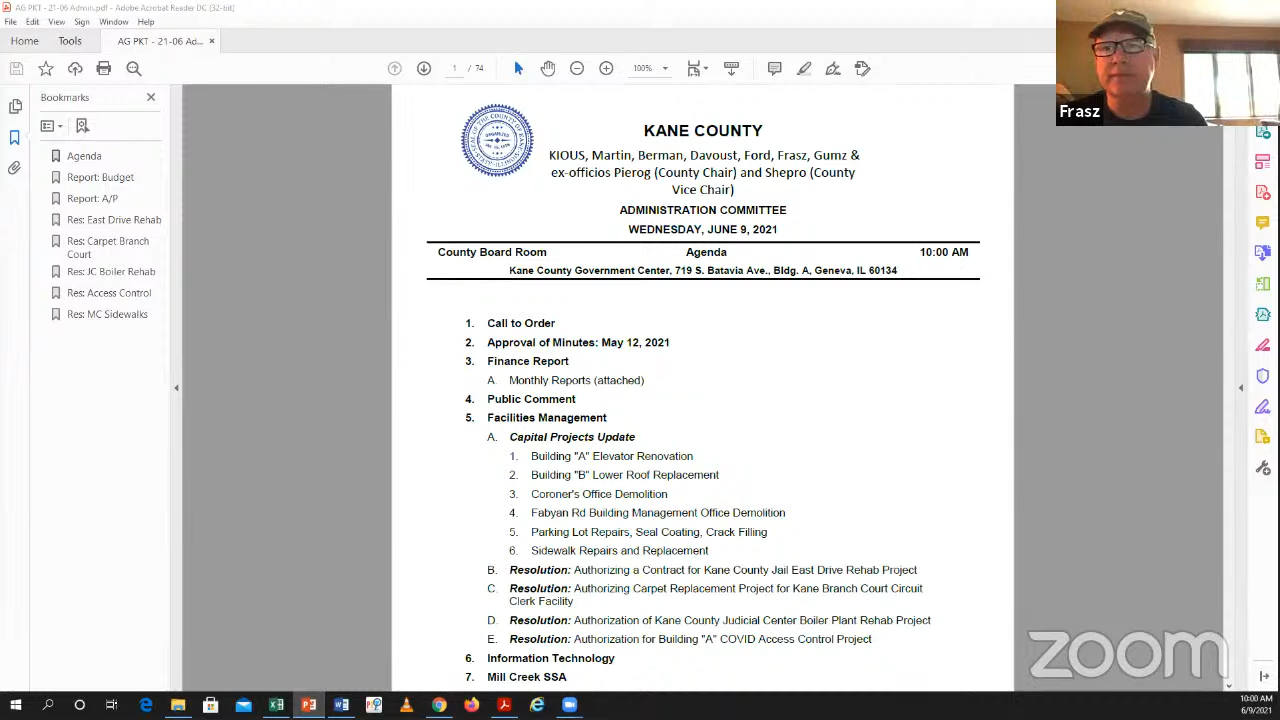 AG PKT - 21-06 Admin.pdf - Adobe Acrobat Reader DC (32-bit)
File Edit View Sign Window Help
Home Tools AG PKT - 21-06 Ad... ×
1 / 74 100%
Bookmarks
Agenda
Report: Budget
Report: A/P
Res: East Drive Rehab
Res: Carpet Branch
Court
Res: JC Boiler Rehab
Res: Access Control
Res: MC Sidewalks
KANE COUNTY
KIOUS, Martin, Berman, Davoust, Ford, Frasz, Gumz &
ex-officios Pierog (County Chair) and Shepro (County
Vice Chair)
ADMINISTRATION COMMITTEE
WEDNESDAY, JUNE 9, 2021
County Board Room Agenda 10:00 AM
Kane County Government Center, 719 S. Batavia Ave., Bldg. A, Geneva, IL 60134
1. Call to Order
2. Approval of Minutes: May 12, 2021
3. Finance Report
A. Monthly Reports (attached)
4. Public Comment
5. Facilities Management
A. Capital Projects Update
1. Building "A" Elevator Renovation
2. Building "B" Lower Roof Replacement
3. Coroner's Office Demolition
4. Fabyan Rd Building Management Office Demolition
5. Parking Lot Repairs, Seal Coating, Crack Filling
6. Sidewalk Repairs and Replacement
B. Resolution: Authorizing a Contract for Kane County Jail East Drive Rehab Project
C. Resolution: Authorizing Carpet Replacement Project for Kane Branch Court Circuit
Clerk Facility
D. Resolution: Authorization of Kane County Judicial Center Boiler Plant Rehab Project
E. Resolution: Authorization for Building "A" COVID Access Control Project
6. Information Technology
7. Mill Creek SSA
Frasz
zoom
10:00 AM
6/9/2021